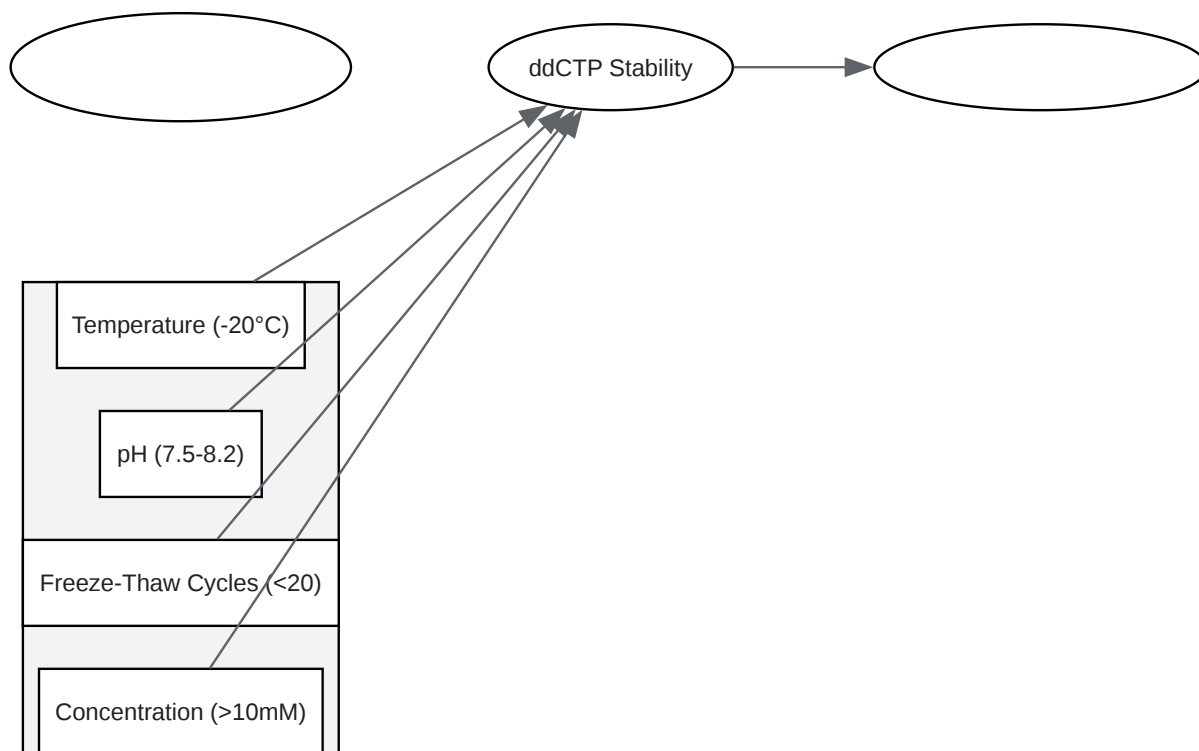 ddCTP Stability
Temperature (-20°C)
pH (7.5-8.2)
Freeze-Thaw Cycles (<20)
Concentration (>10mM)